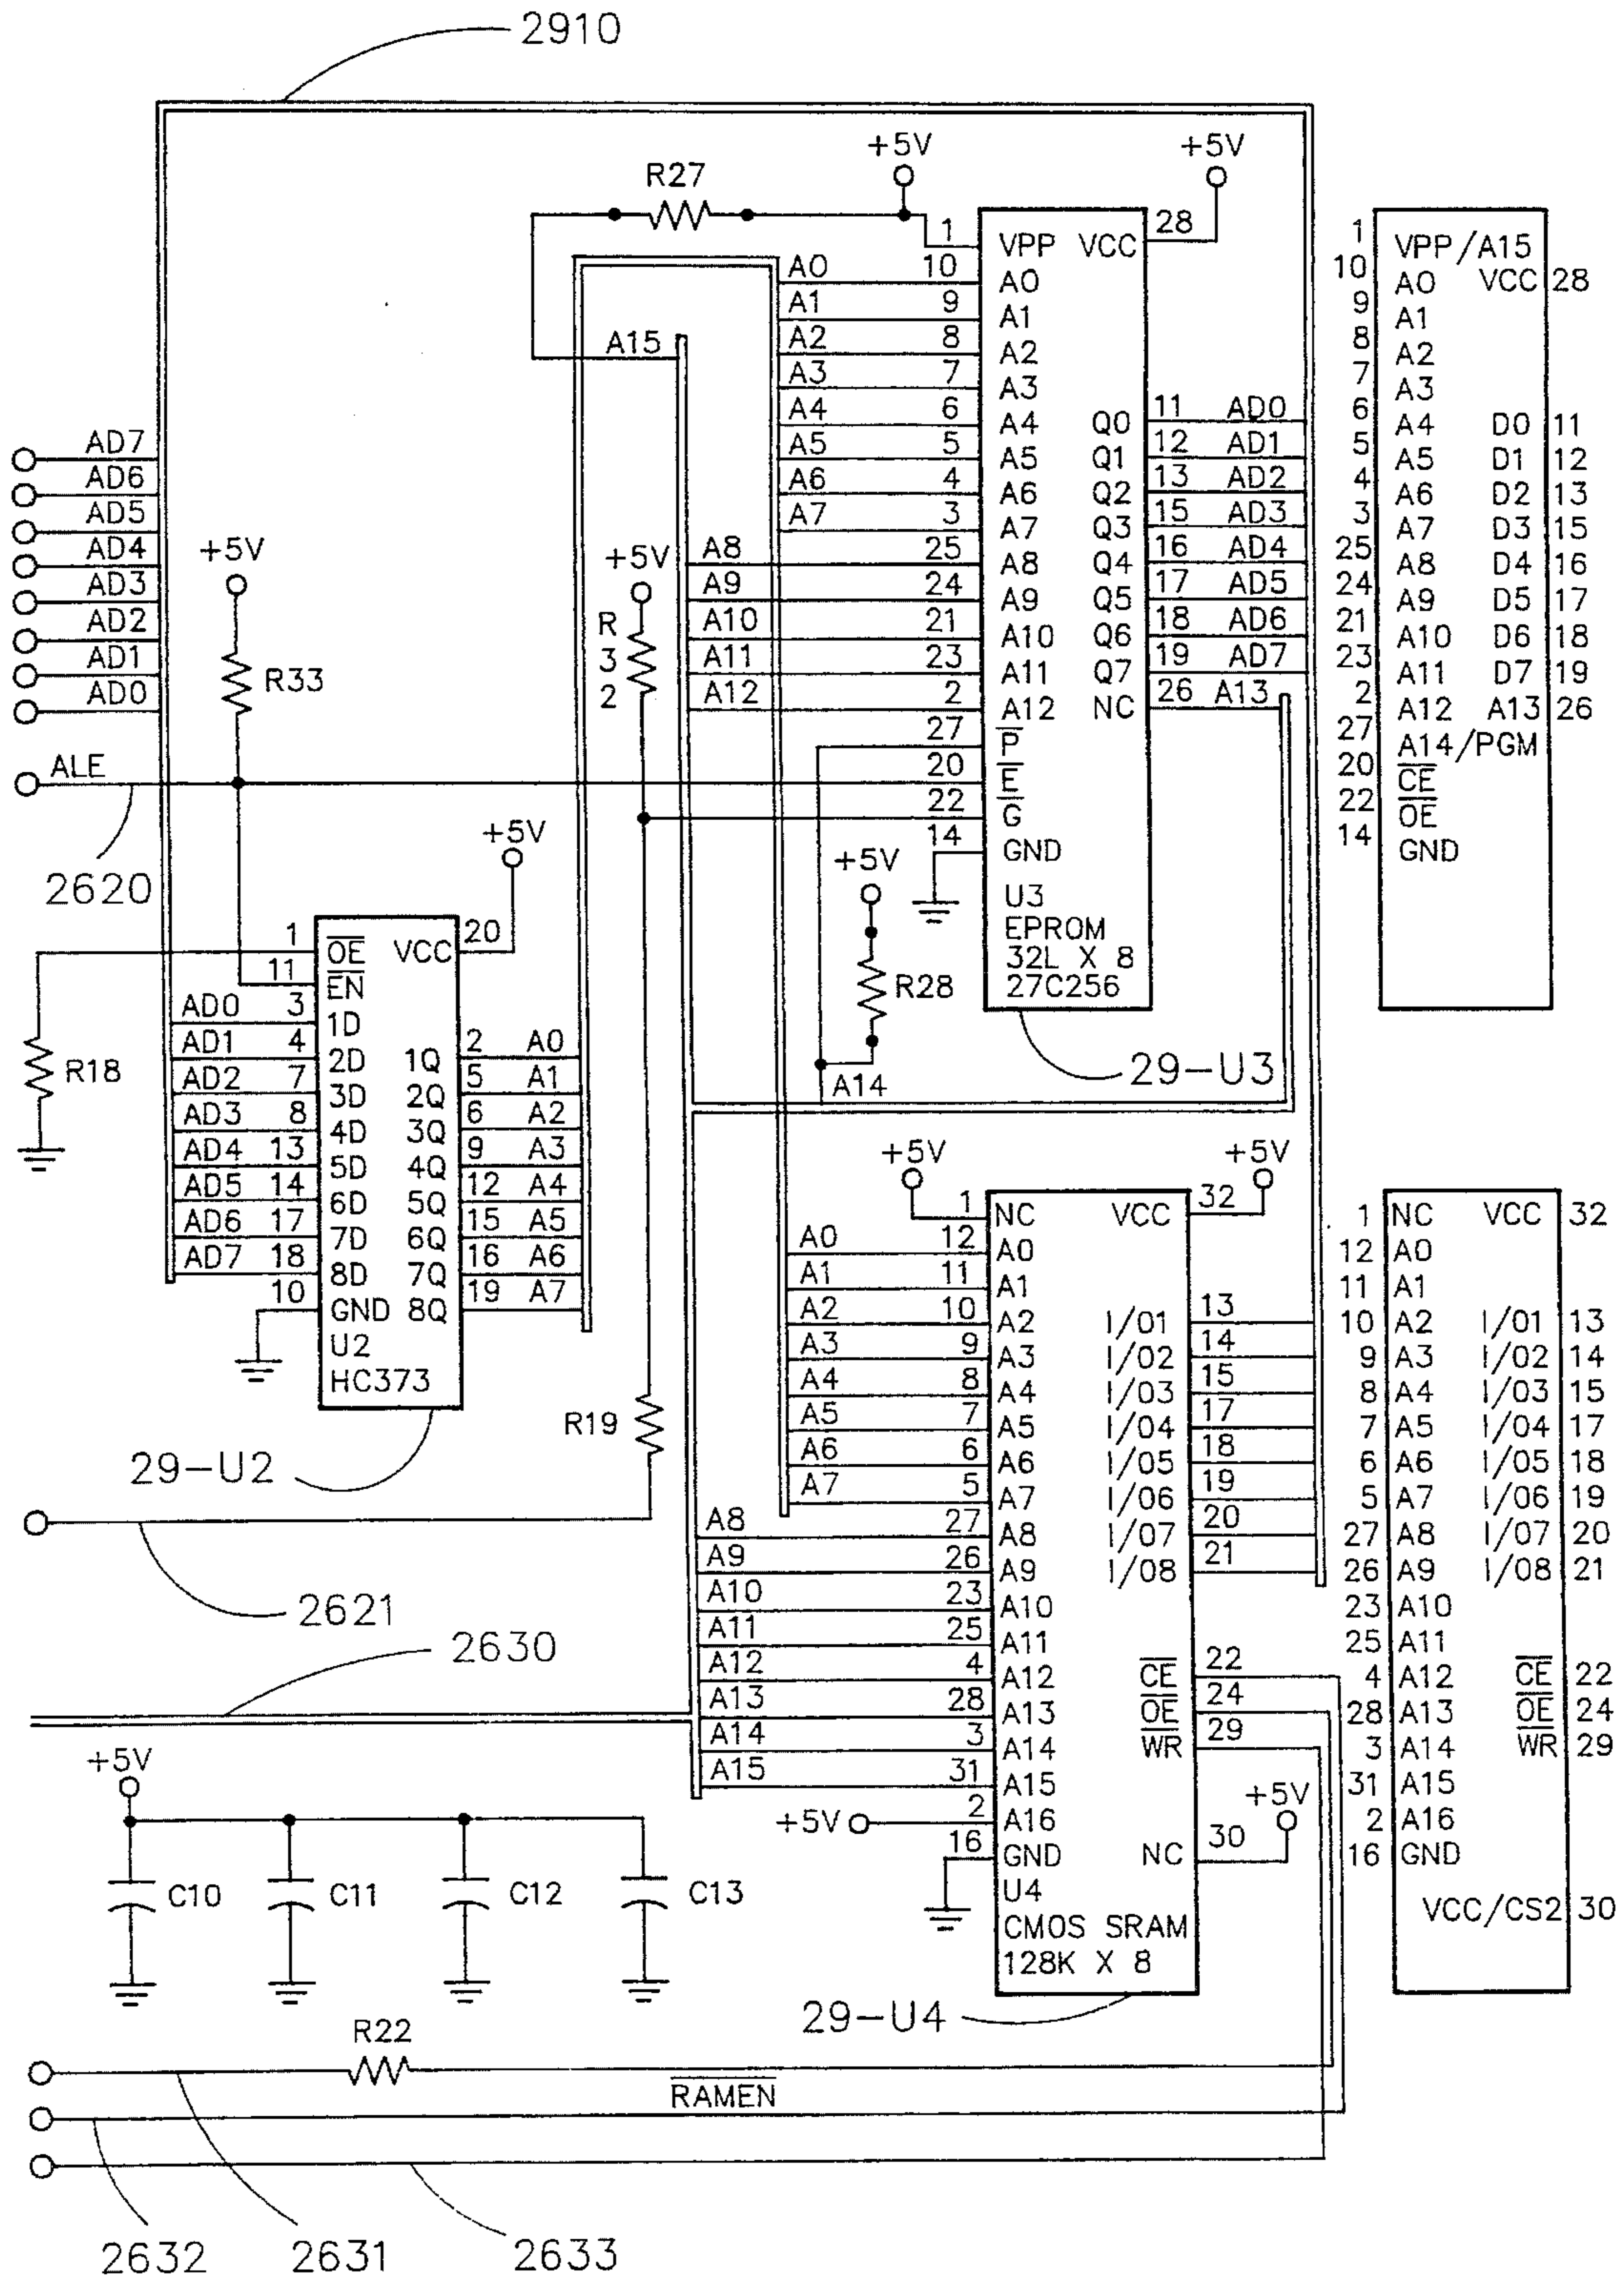 2910
+5V
+5V
R27
1 VPP VCC 28
A0 10 A0
A1 9 A1
A2 8 A2
A15
A3 7 A3
A4 6 A4 Q0 11 AD0
A5 5 A5 Q1 12 AD1
A6 4 A6 Q2 13 AD2
A7 3 A7 Q3 15 AD3
A8 25 A8 Q4 16 AD4
A9 24 A9 Q5 17 AD5
A10 21 A10 Q6 18 AD6
A11 23 A11 Q7 19 AD7
A12 2 A12 NC 26 A13
27 P
20 E
22 G
14 GND
U3
EPROM
32L X 8
27C256
29-U3
1 VPP/A15
10 A0 VCC 28
9 A1
8 A2
7 A3
6 A4 D0 11
5 A5 D1 12
4 A6 D2 13
3 A7 D3 15
25 A8 D4 16
24 A9 D5 17
21 A10 D6 18
23 A11 D7 19
2 A12 A13 26
27 A14/PGM
20 CE
22 OE
14 GND
AD7
AD6
AD5
AD4
AD3
AD2
AD1
AD0
+5V
R33
+5V
R
3
2
ALE
2620
+5V
+5V
R28
A14
1 OE VCC 20
11 EN
AD0 3 1D
AD1 4 2D 1Q 2 A0
AD2 7 3D 2Q 5 A1
AD3 8 4D 3Q 6 A2
AD4 13 5D 4Q 9 A3
AD5 14 6D 5Q 12 A4
AD6 17 7D 6Q 15 A5
AD7 18 8D 7Q 16 A6
10 GND 8Q 19 A7
U2
HC373
R18
29-U2
R19
2621
2630
+5V
+5V
1 NC VCC 32
A0 12 A0
A1 11 A1
A2 10 A2 I/01 13
A3 9 A3 I/02 14
A4 8 A4 I/03 15
A5 7 A5 I/04 17
A6 6 A6 I/05 18
A7 5 A7 I/06 19
A8 27 A8 I/07 20
A9 26 A9 I/08 21
A10 23 A10
A11 25 A11
A12 4 A12 CE 22
A13 28 A13 OE 24
A14 3 A14 WR 29
A15 31 A15
+5V
+5V 2 A16
16 GND NC 30
U4
CMOS SRAM
128K X 8
29-U4
1 NC VCC 32
12 A0
11 A1
10 A2 I/01 13
9 A3 I/02 14
8 A4 I/03 15
7 A5 I/04 17
6 A6 I/05 18
5 A7 I/06 19
27 A8 I/07 20
26 A9 I/08 21
23 A10
25 A11
4 A12 CE 22
28 A13 OE 24
3 A14 WR 29
31 A15
2 A16
16 GND
VCC/CS2 30
+5V
C10 C11 C12 C13
R22
RAMEN
2632 2631 2633